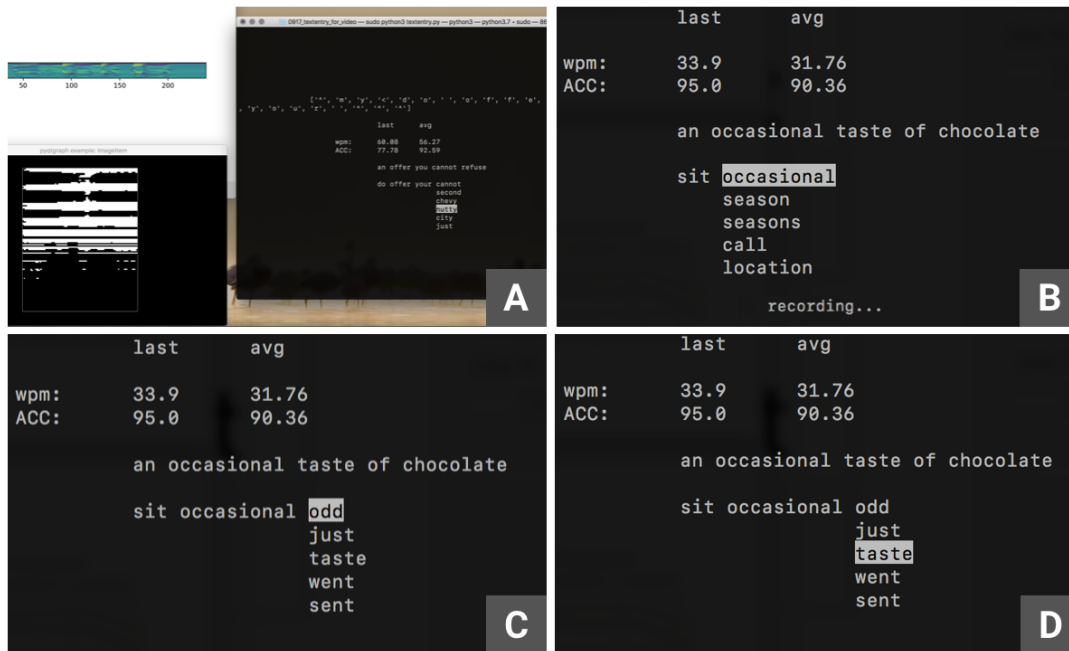 50 100 150 200
pyqtgraph example: ImageItem
0917_textentry_for_video — sudo python3 textentry.py — python3 — python3.7 • sudo — 86
['^', 'm', 'y', '<', 'd', 'o', ' ', 'o', 'f', 'f', 'e',
, 'y', 'o', 'u', 'r', ' ', '^', '^', '^']
last avg
wpm: 60.08 56.27
ACC: 77.78 92.59
an offer you cannot refuse
do offer your cannot
second
chevy
nutty
city
just
A
last avg
wpm: 33.9 31.76
ACC: 95.0 90.36
an occasional taste of chocolate
sit occasional
season
seasons
call
location
recording...
B
last avg
wpm: 33.9 31.76
ACC: 95.0 90.36
an occasional taste of chocolate
sit occasional odd
just
taste
went
sent
C
last avg
wpm: 33.9 31.76
ACC: 95.0 90.36
an occasional taste of chocolate
sit occasional odd
just
taste
went
sent
D